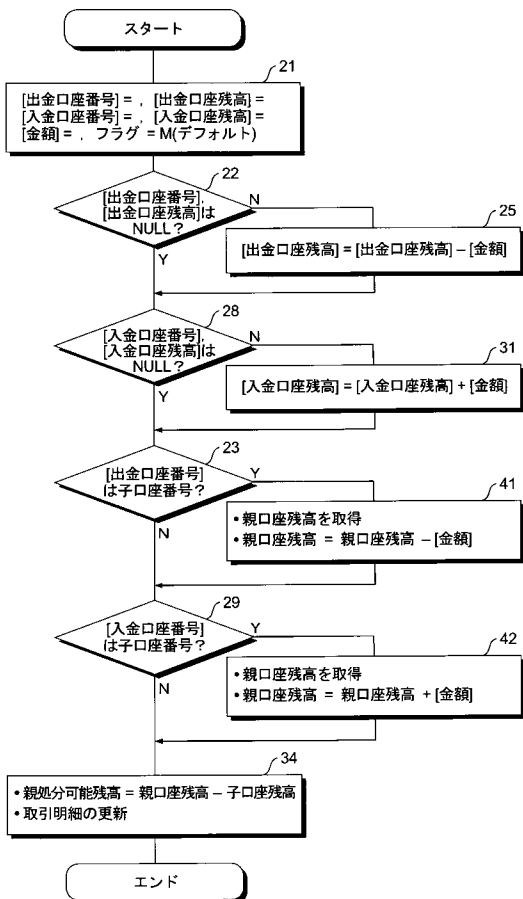 スタート
21
[出金口座番号] = , [出金口座残高] =
[入金口座番号] = , [入金口座残高] =
[金額] = , フラグ = M(デフォルト)
22
[出金口座番号],
[出金口座残高]は
NULL?
N
Y
25
[出金口座残高] = [出金口座残高] − [金額]
28
[入金口座番号],
[入金口座残高]は
NULL?
N
Y
31
[入金口座残高] = [入金口座残高] + [金額]
23
[出金口座番号]
は子口座番号?
Y
N
41
• 親口座残高を取得
• 親口座残高 = 親口座残高 − [金額]
29
[入金口座番号]
は子口座番号?
Y
N
42
• 親口座残高を取得
• 親口座残高 = 親口座残高 + [金額]
34
• 親処分可能残高 = 親口座残高 − 子口座残高
• 取引明細の更新
エンド